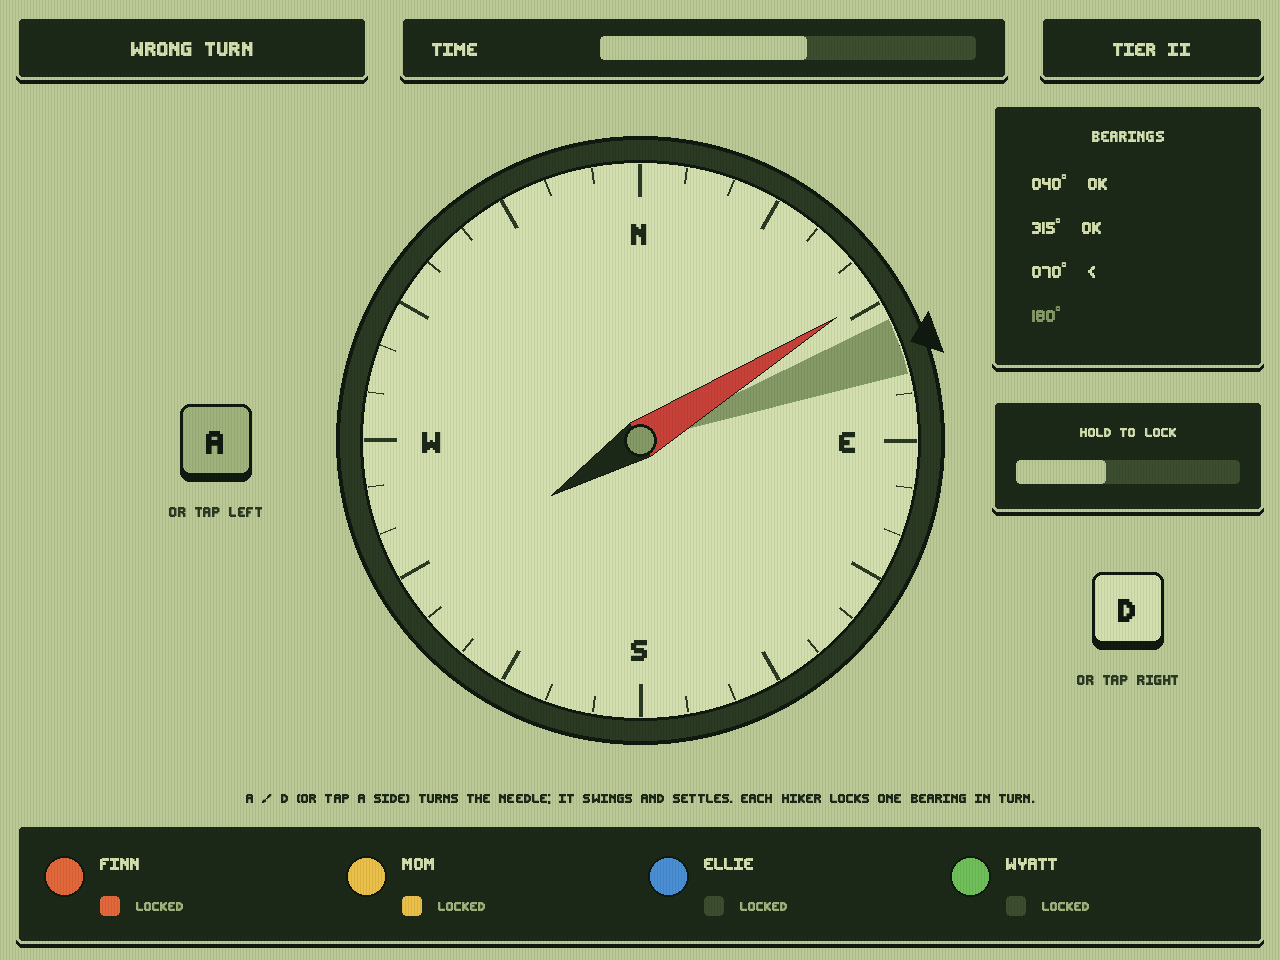 WRONG TURN
TIME
TIER II
BEARINGS
040° OK
315° OK
070° <
180°
N
W
E
S
HOLD TO LOCK
A
OR TAP LEFT
D
OR TAP RIGHT
A / D (OR TAP A SIDE) TURNS THE NEEDLE; IT SWINGS AND SETTLES. EACH HIKER LOCKS ONE BEARING IN TURN.
FINN
LOCKED
MOM
LOCKED
ELLIE
LOCKED
WYATT
LOCKED